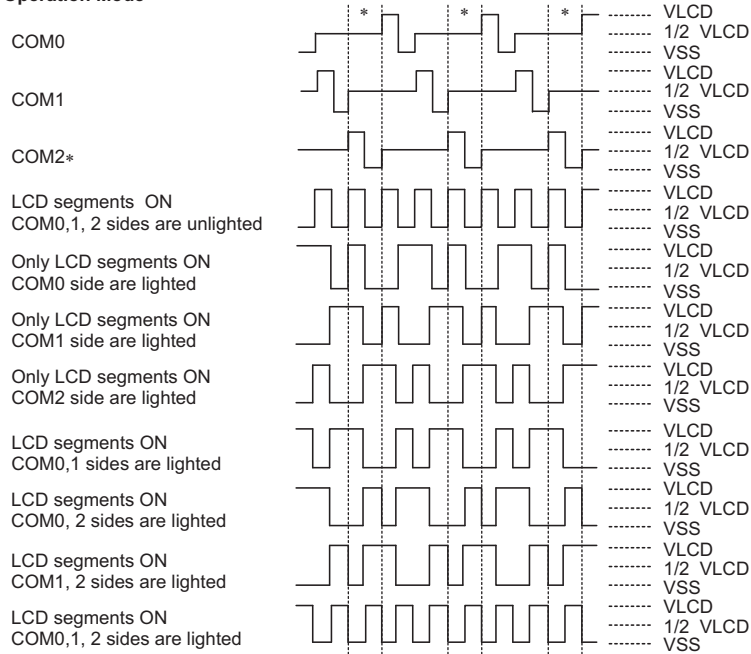 Operation Mode
* * *
COM0
VLCD
1/2 VLCD
VSS
COM1
VLCD
1/2 VLCD
VSS
COM2*
VLCD
1/2 VLCD
VSS
LCD segments ON
COM0,1, 2 sides are unlighted
VLCD
1/2 VLCD
VSS
Only LCD segments ON
COM0 side are lighted
VLCD
1/2 VLCD
VSS
Only LCD segments ON
COM1 side are lighted
VLCD
1/2 VLCD
VSS
Only LCD segments ON
COM2 side are lighted
VLCD
1/2 VLCD
VSS
LCD segments ON
COM0,1 sides are lighted
VLCD
1/2 VLCD
VSS
LCD segments ON
COM0, 2 sides are lighted
VLCD
1/2 VLCD
VSS
LCD segments ON
COM1, 2 sides are lighted
VLCD
1/2 VLCD
VSS
LCD segments ON
COM0,1, 2 sides are lighted
VLCD
1/2 VLCD
VSS